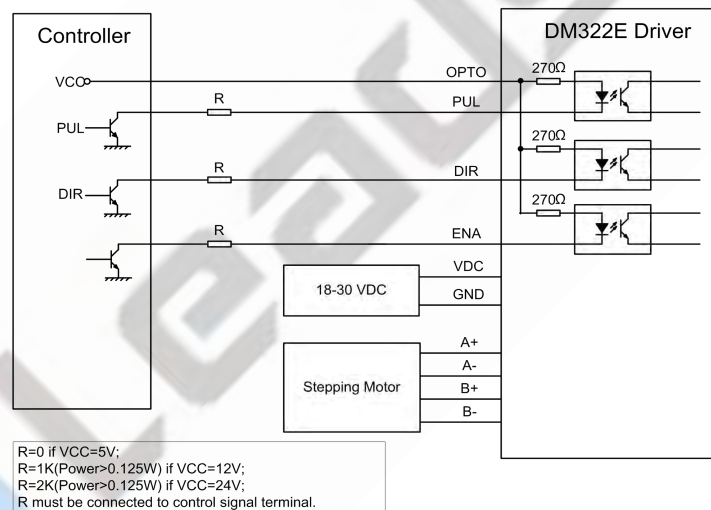 Controller
DM322E Driver
VCC
OPTO
270Ω
R
PUL
PUL
270Ω
R
DIR
DIR
270Ω
R
ENA
VDC
18-30 VDC
GND
A+
A-
Stepping Motor
B+
B-
R=0 if VCC=5V;
R=1K(Power>0.125W) if VCC=12V;
R=2K(Power>0.125W) if VCC=24V;
R must be connected to control signal terminal.